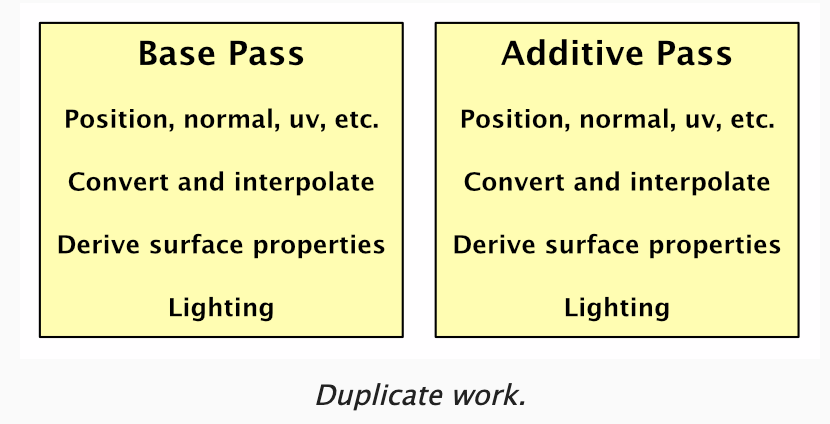 Base Pass
Position, normal, uv, etc.
Convert and interpolate
Derive surface properties
Lighting
Additive Pass
Position, normal, uv, etc.
Convert and interpolate
Derive surface properties
Lighting
Duplicate work.